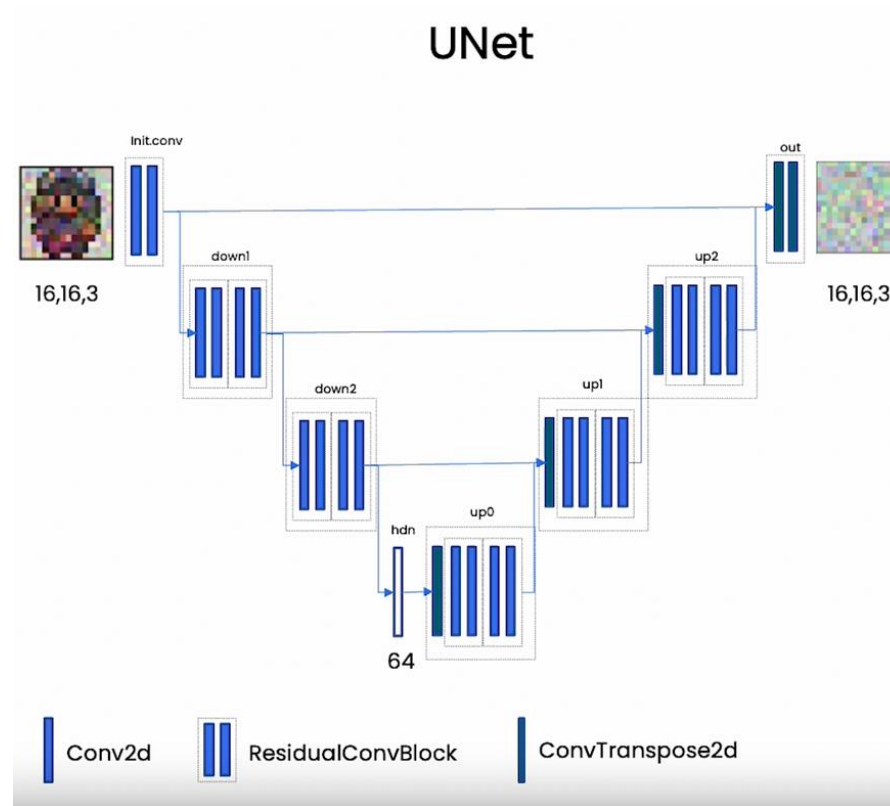 UNet
Init.conv
out
16,16,3
16,16,3
down1
up2
down2
up1
hdn
up0
64
Conv2d
ResidualConvBlock
ConvTranspose2d